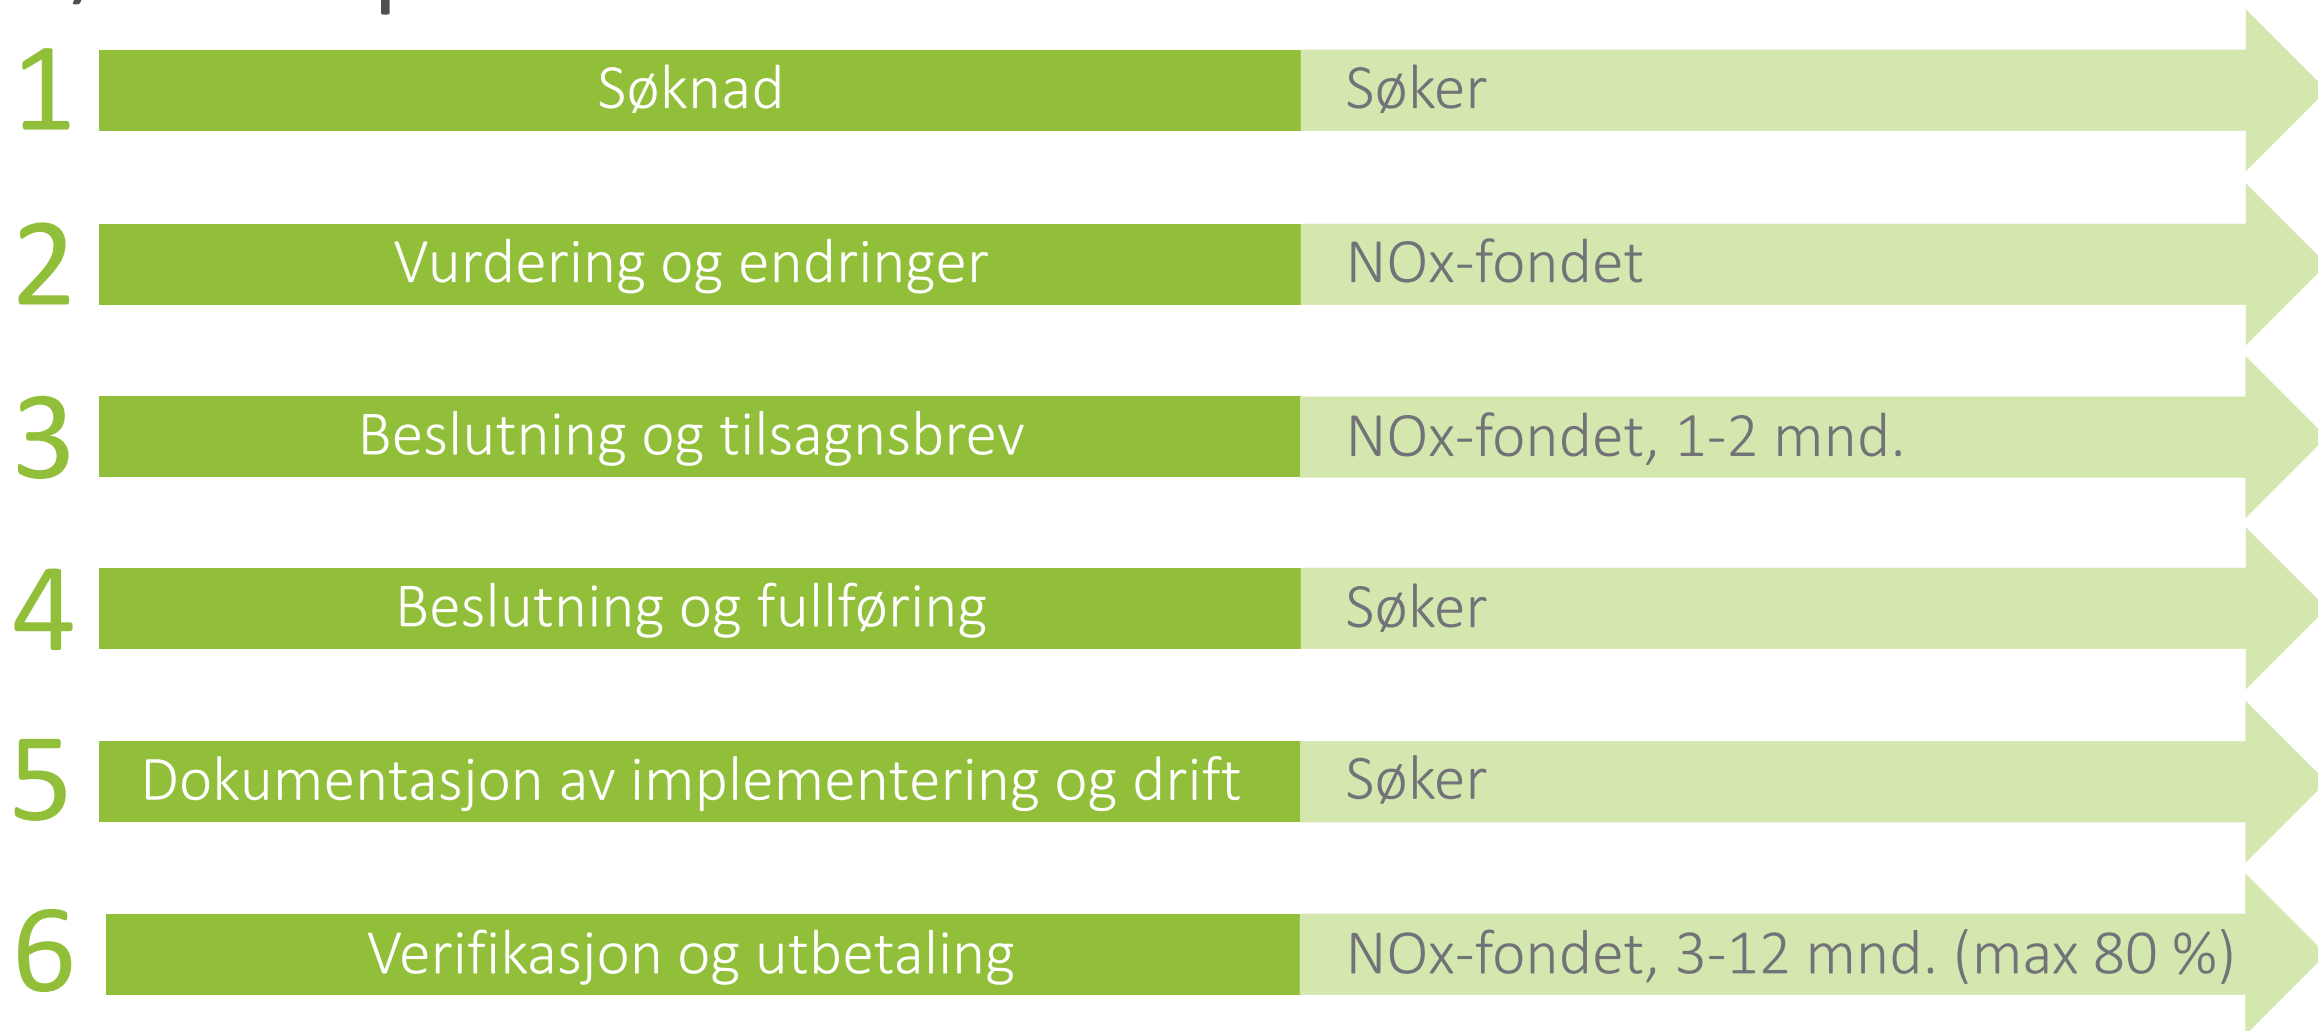 1 Søknad Søker
2 Vurdering og endringer NOx-fondet
3 Beslutning og tilsagnsbrev NOx-fondet, 1-2 mnd.
4 Beslutning og fullføring Søker
5 Dokumentasjon av implementering og drift Søker
6 Verifikasjon og utbetaling NOx-fondet, 3-12 mnd. (max 80 %)